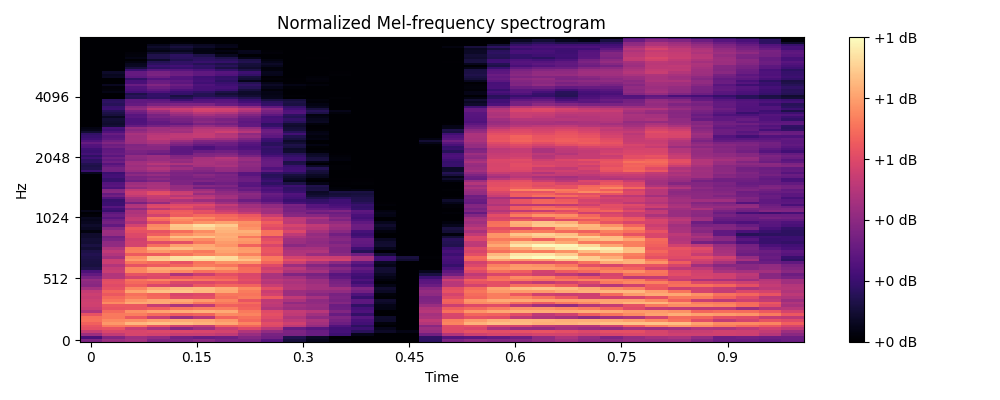 Normalized Mel-frequency spectrogram
Hz
4096
2048
1024
512
0
0 0.15 0.3 0.45 0.6 0.75 0.9
Time
+1 dB
+1 dB
+1 dB
+0 dB
+0 dB
+0 dB